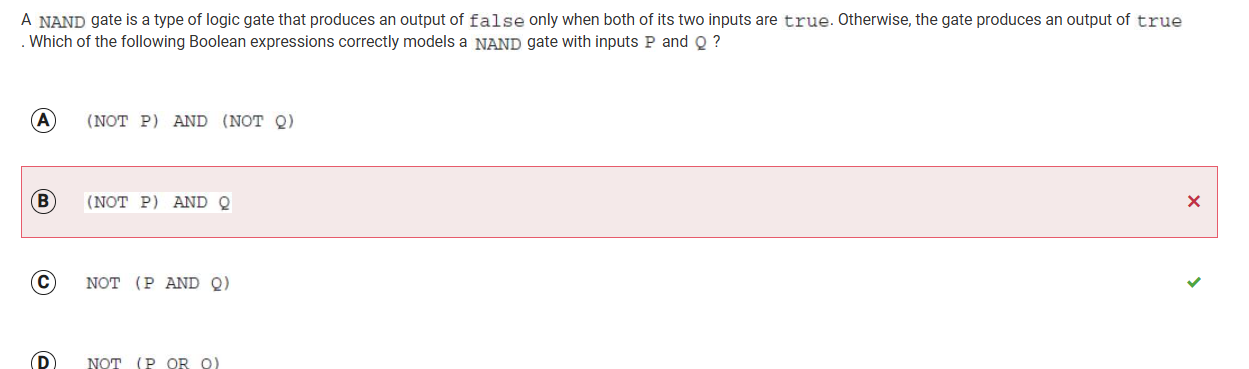 A NAND gate is a type of logic gate that produces an output of false only when both of its two inputs are true. Otherwise, the gate produces an output of true
. Which of the following Boolean expressions correctly models a NAND gate with inputs P and Q ?
A (NOT P) AND (NOT Q)
B (NOT P) AND Q
C NOT (P AND Q)
D NOT (P OR Q)